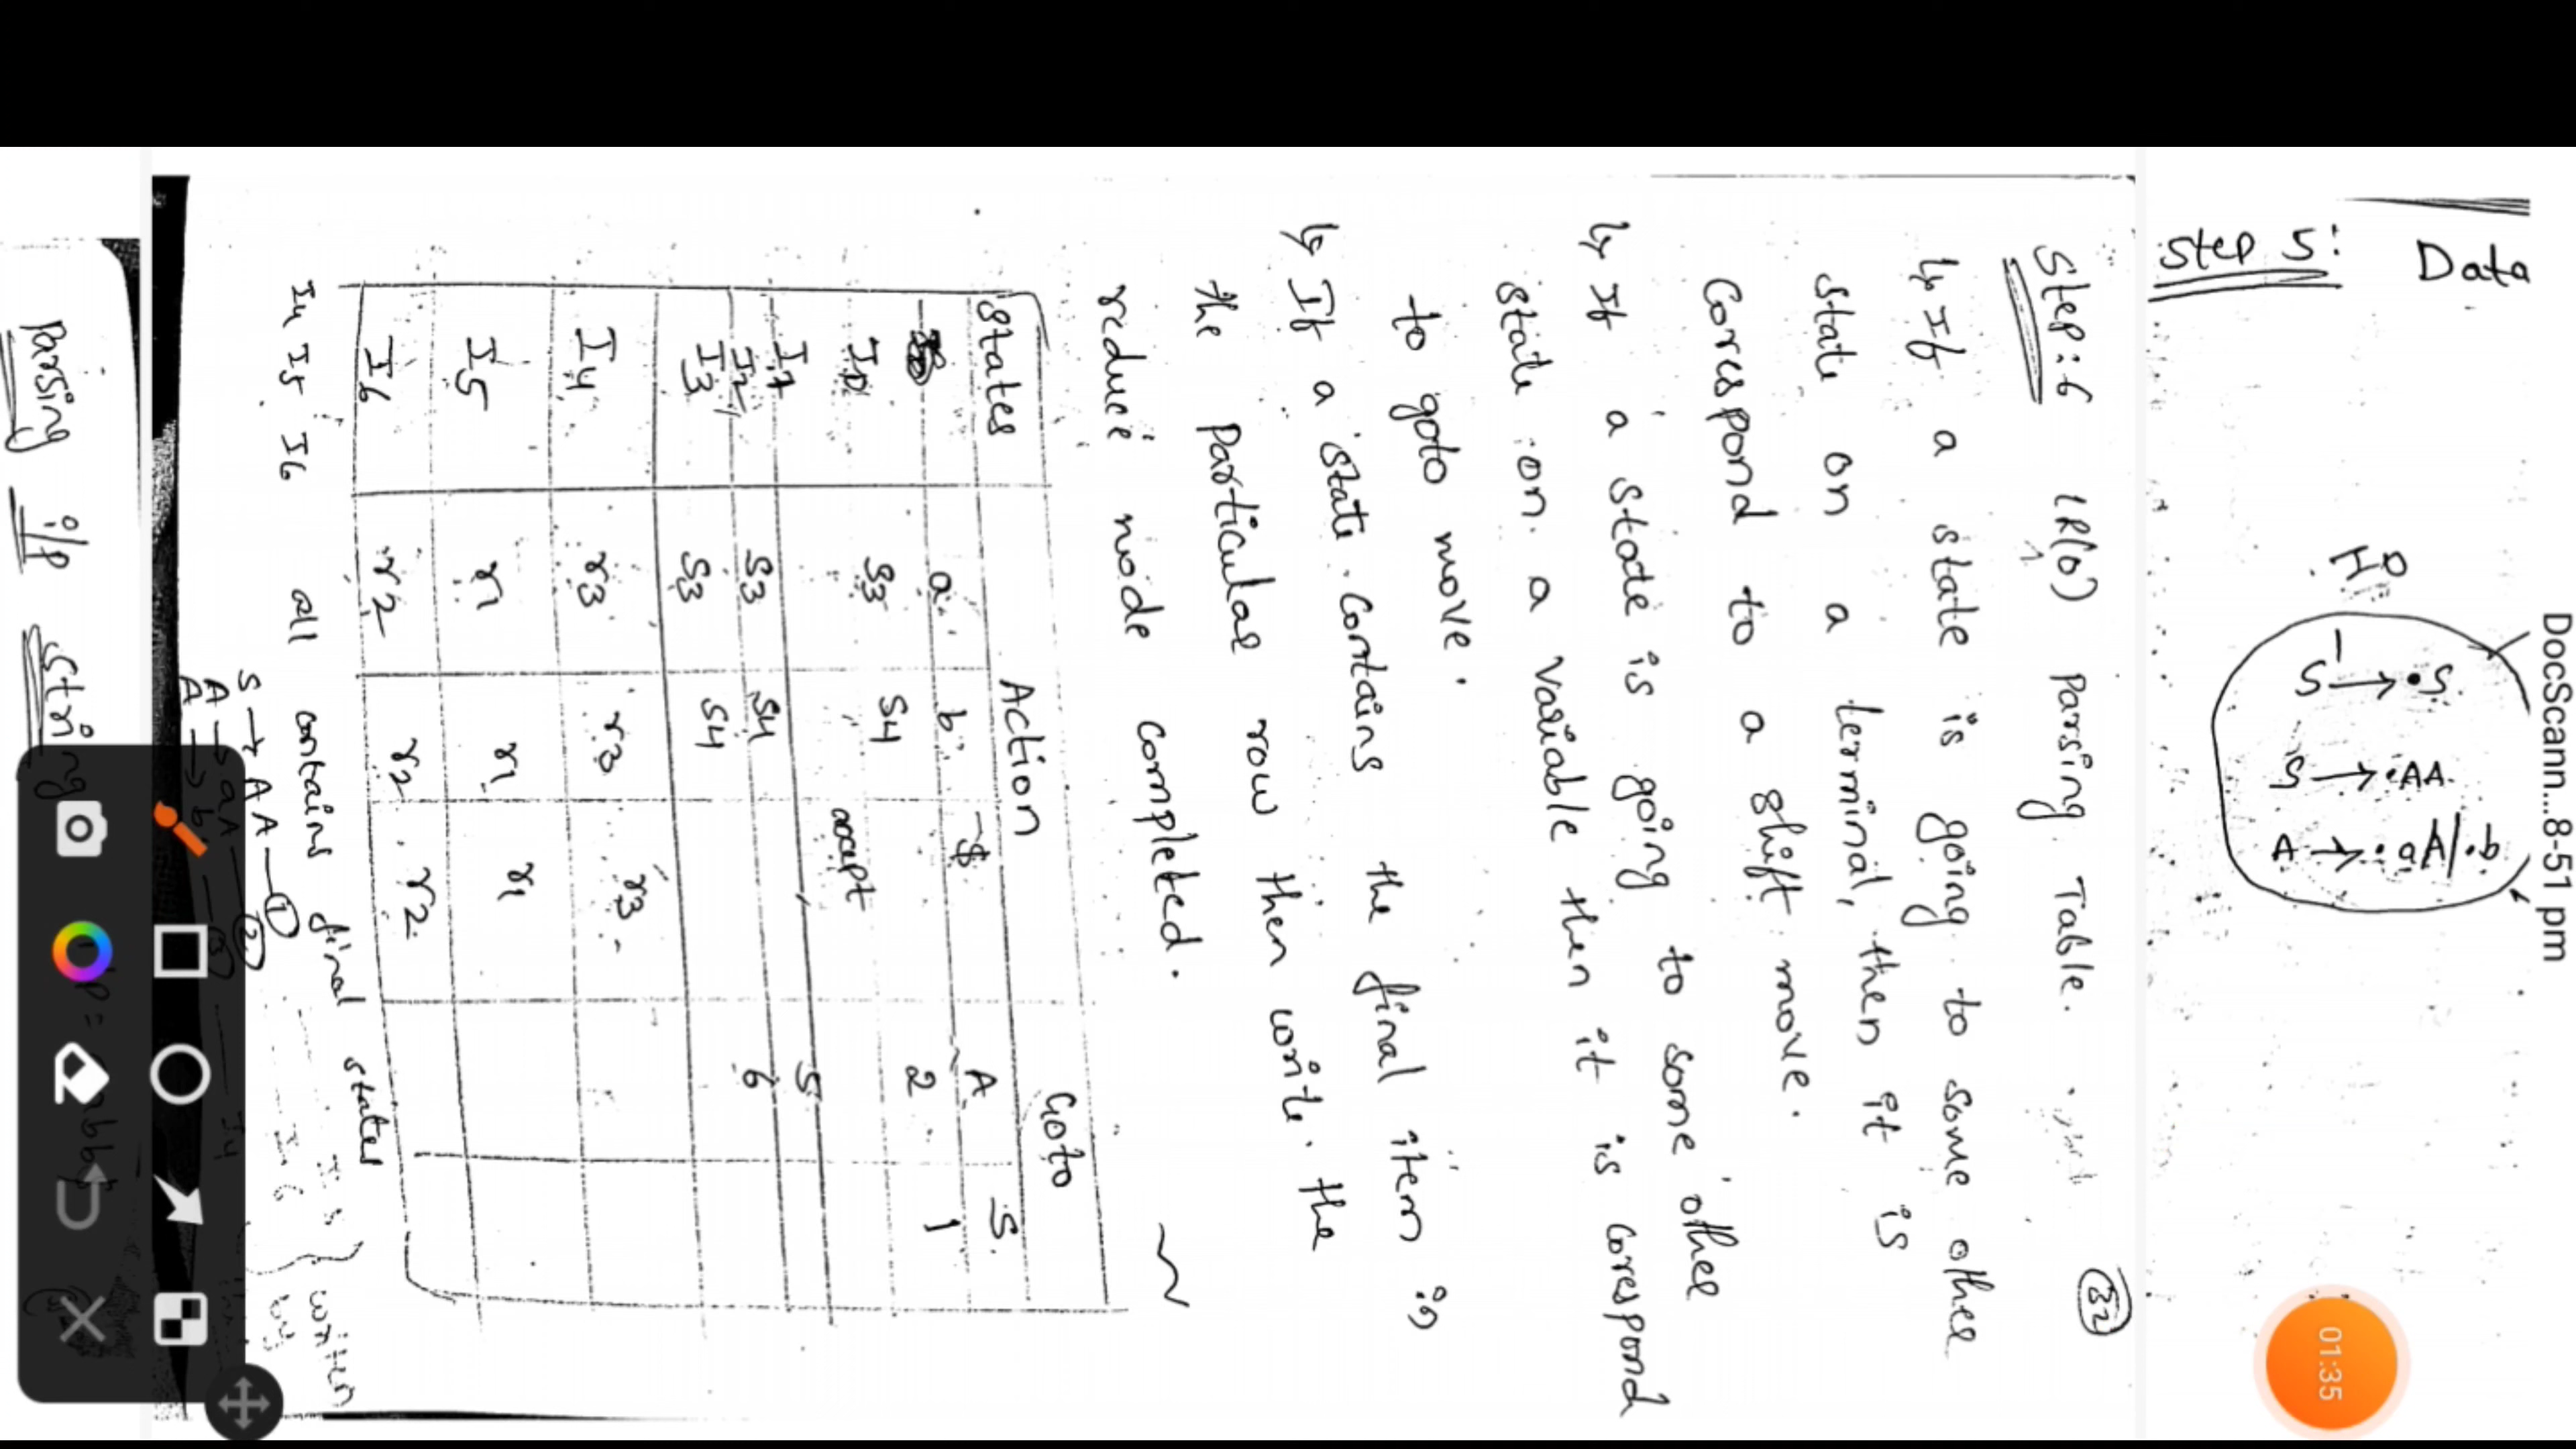 DocScann...8-51 pm
Data
Step 5:
I0
S' → •S.
S → •AA.
A → •aA/•b.
32
Step:6 LR(0) Parsing Table.
↳ If a state is going to some other
state on a terminal, then it is
Correspond to a shift move.
↳ If a state is going to some other
state on a variable then it is corespond
to goto move.
↳ If a state contains the final item in
the particular row then write the
reduce node completed.
States Action Goto
a b $ A S.
I0 S3 S4 2 1
I1 accept
I2 S3 S4 5
I3 S3 S4 6
I4 r3 r3 r3
I5 r1 r1 r1
I6 r2 r2 r2
I4 I5 I6 all contains final states
S → AA — ① written
A → aA — ② by
A → b
Parsing i/p string
01:35